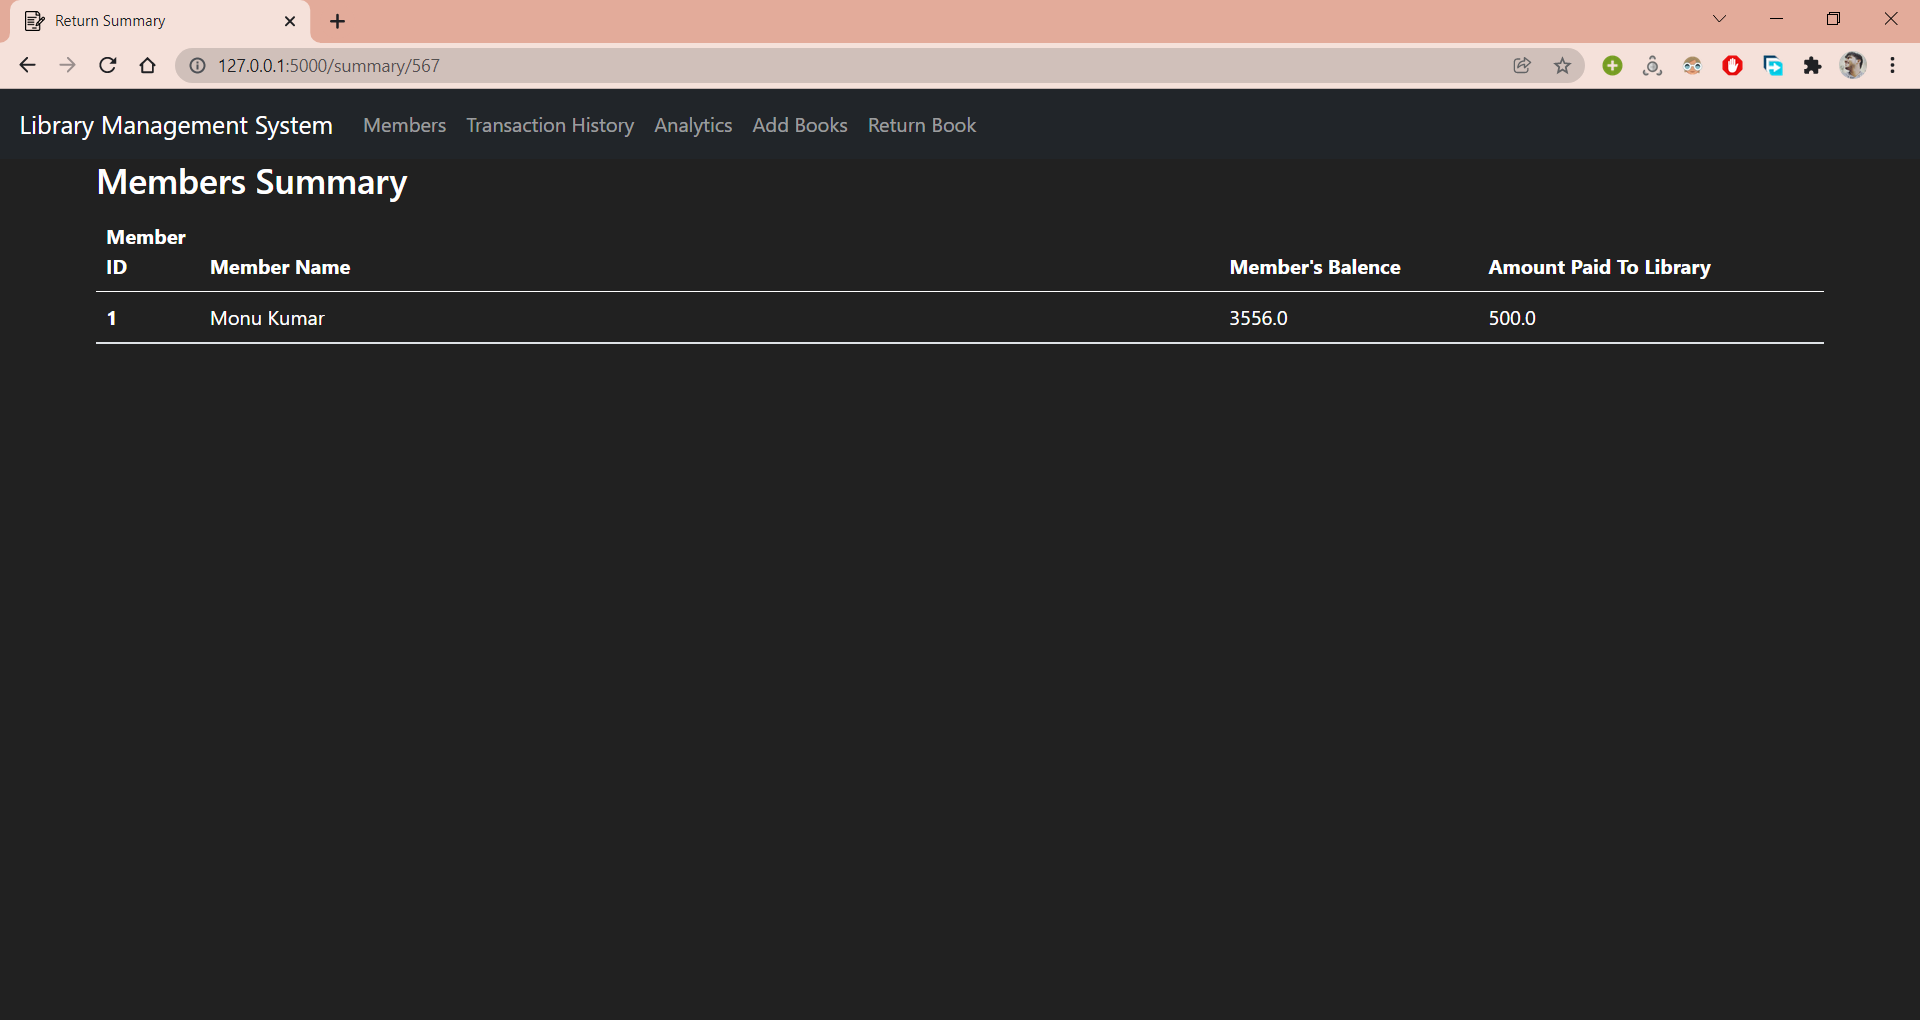 Return Summary
127.0.0.1:5000/summary/567
Library Management System Members Transaction History Analytics Add Books Return Book
Members Summary
Member
ID Member Name Member's Balence Amount Paid To Library
1 Monu Kumar 3556.0 500.0